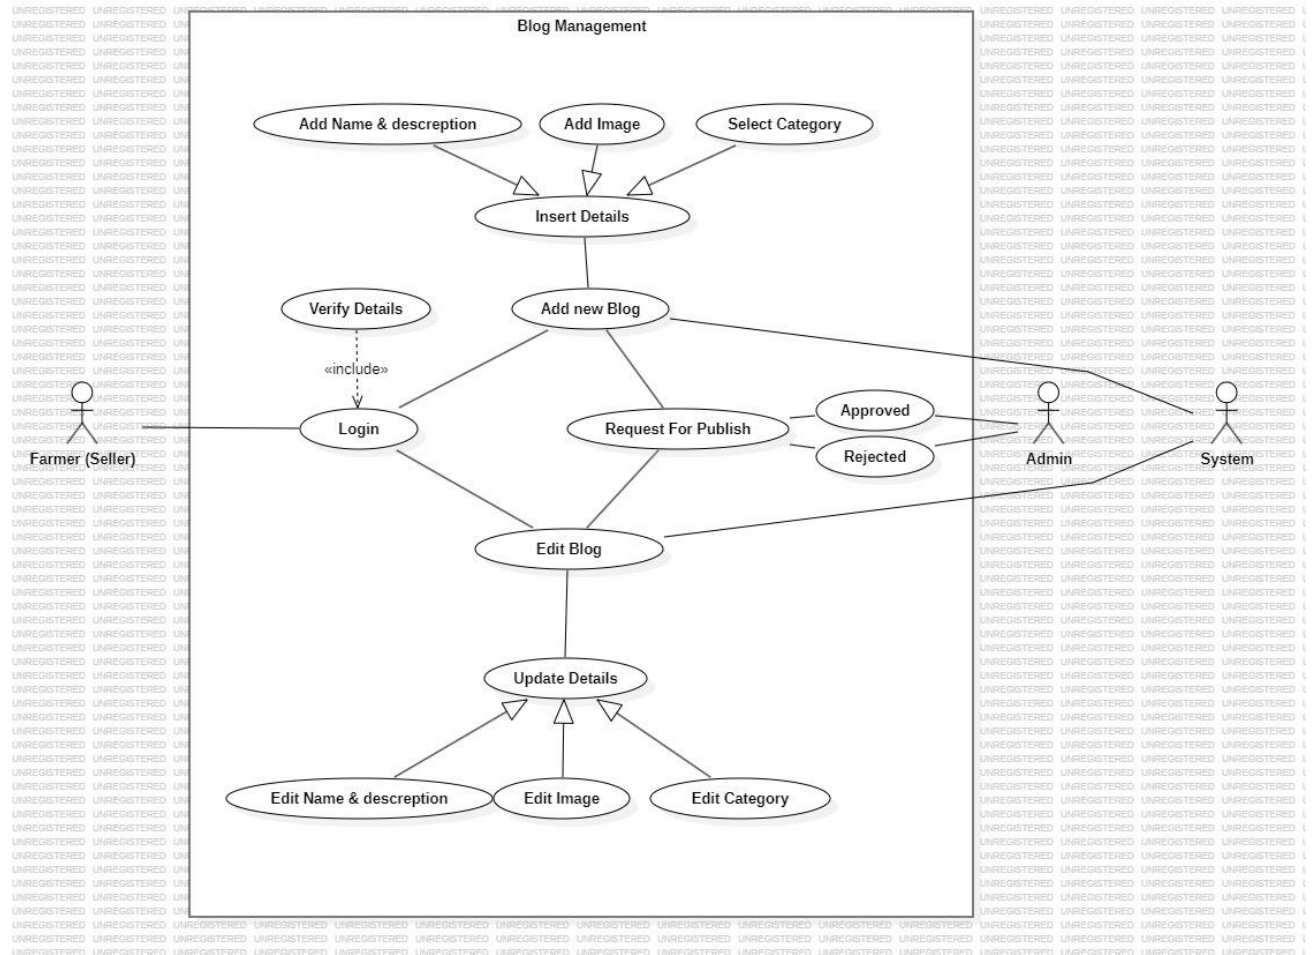 Blog Management
Add Name & descreption
Add Image
Select Category
Insert Details
Verify Details
Add new Blog
«include»
Login
Request For Publish
Approved
Rejected
Farmer (Seller)
Admin
System
Edit Blog
Update Details
Edit Name & descreption
Edit Image
Edit Category
UNREGISTERED